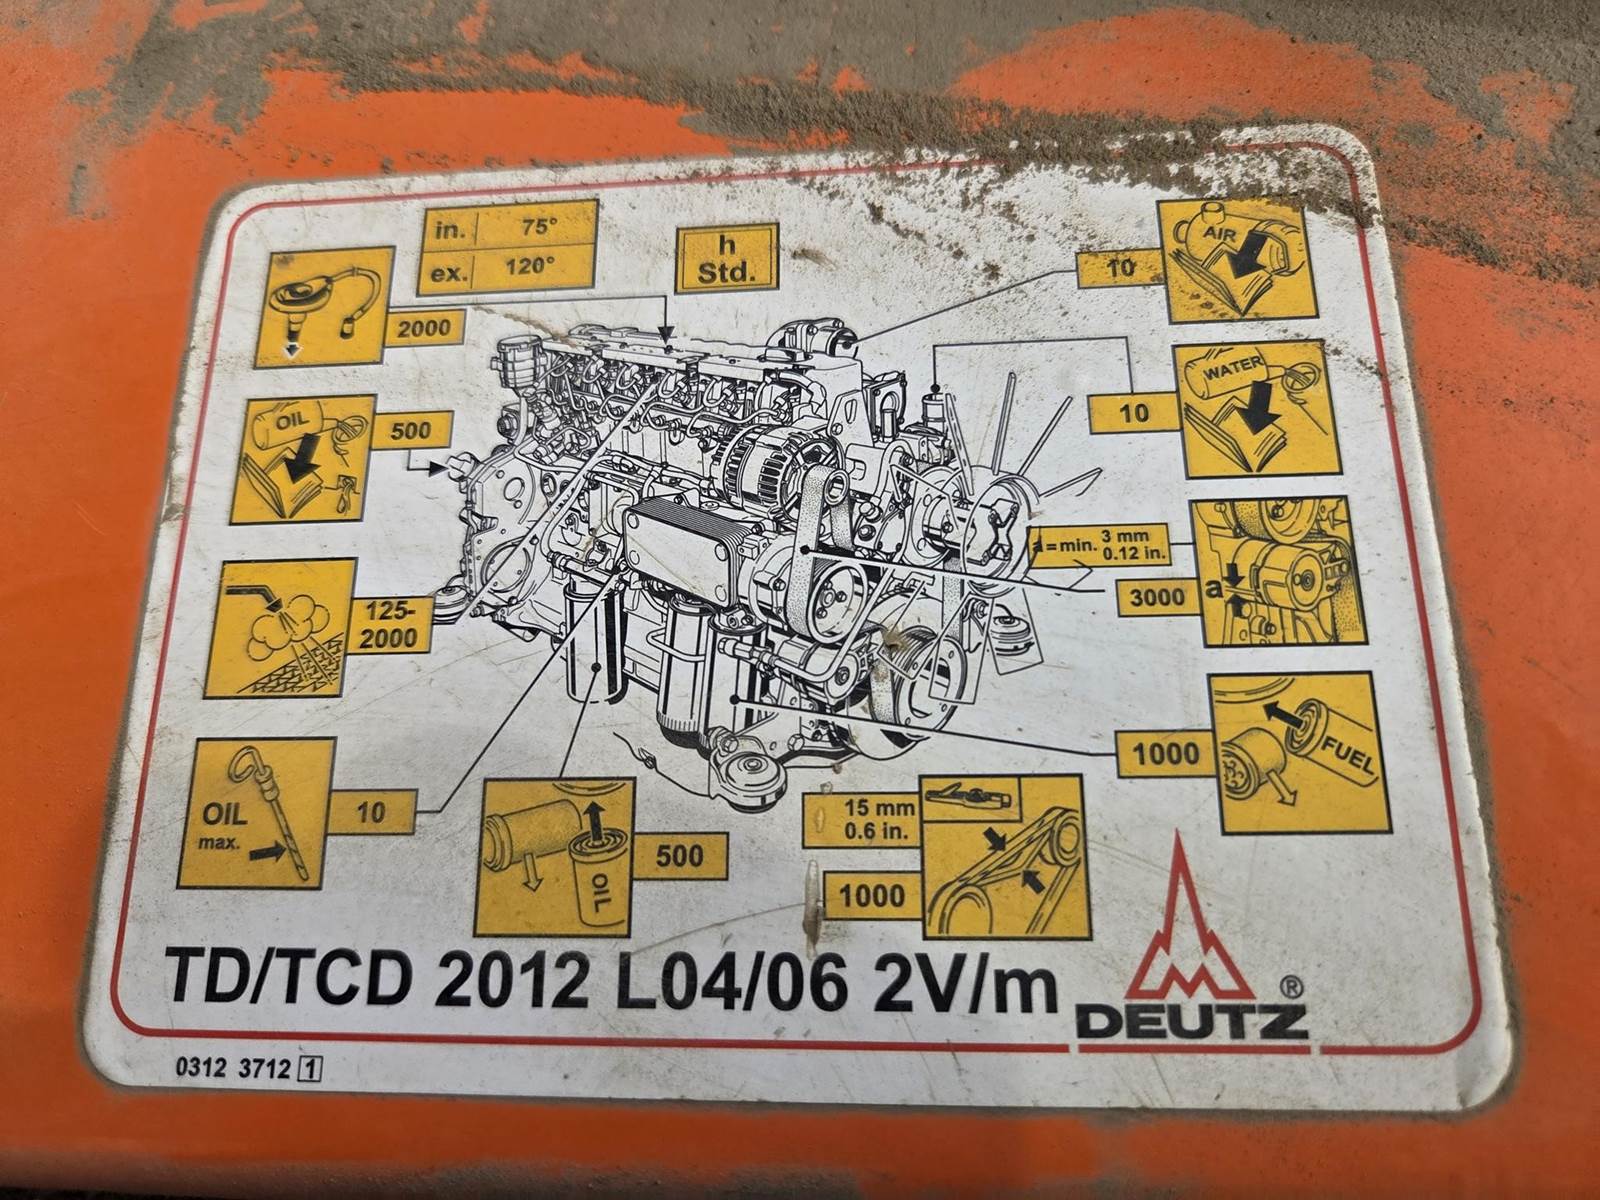 in. 75°
ex. 120°
h
Std.
2000
AIR
10
OIL
500
WATER
10
a=min. 3 mm
0.12 in.
3000
a
125-
2000
1000
FUEL
OIL
max.
10
OIL
500
15 mm
0.6 in.
1000
TD/TCD 2012 L04/06 2V/m
DEUTZ ®
0312 3712 1